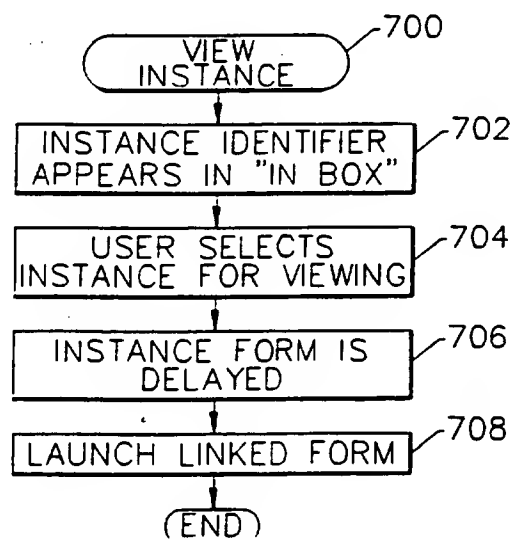 700
VIEW
INSTANCE
702
INSTANCE IDENTIFIER
APPEARS IN "IN BOX"
704
USER SELECTS
INSTANCE FOR VIEWING
706
INSTANCE FORM IS
DELAYED
708
LAUNCH LINKED FORM
END